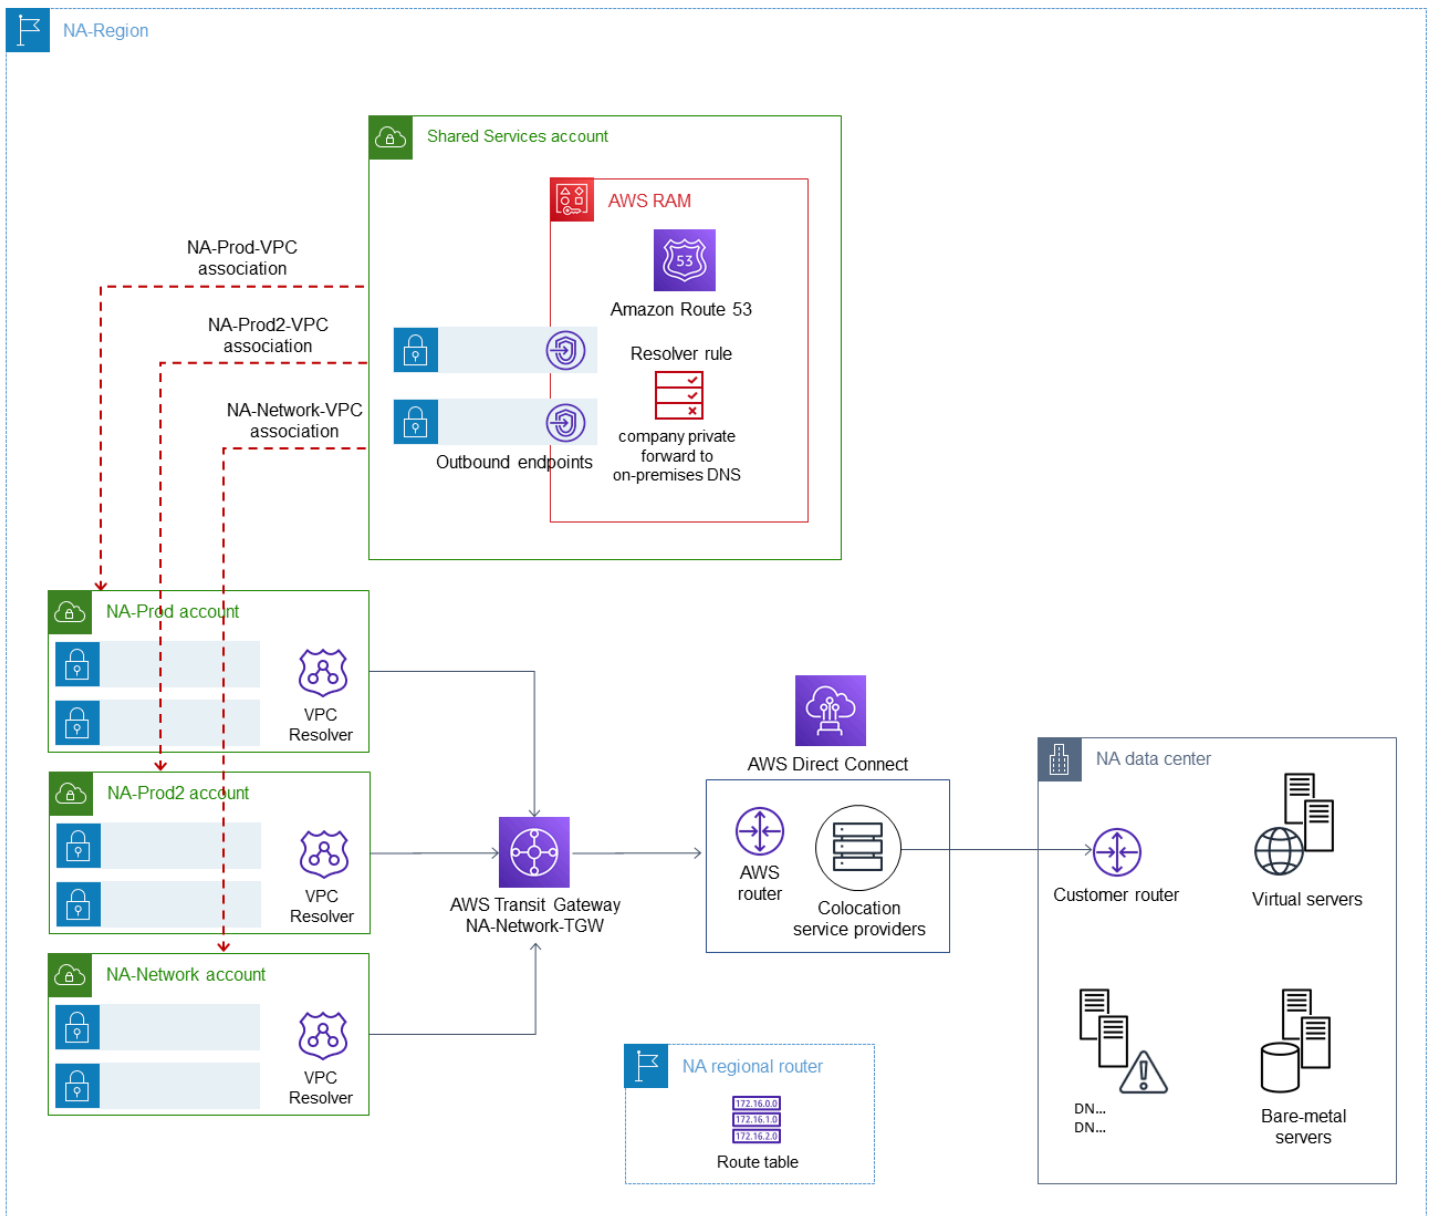 NA-Region
Shared Services account
AWS RAM
53
Amazon Route 53
Resolver rule
company private
forward to
on-premises DNS
Outbound endpoints
NA-Prod-VPC
association
NA-Prod2-VPC
association
NA-Network-VPC
association
NA-Prod account
VPC
Resolver
NA-Prod2 account
VPC
Resolver
NA-Network account
VPC
Resolver
AWS Transit Gateway
NA-Network-TGW
AWS Direct Connect
AWS
router
Colocation
service providers
NA data center
Customer router
Virtual servers
DN...
DN...
Bare-metal
servers
NA regional router
172.16.0.0
172.16.1.0
172.16.2.0
Route table